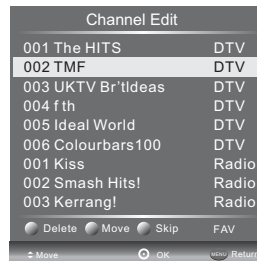 Channel Edit
001 The HITS DTV
002 TMF DTV
003 UKTV Br'tIdeas DTV
004 f th DTV
005 Ideal World DTV
006 Colourbars100 DTV
001 Kiss Radio
002 Smash Hits! Radio
003 Kerrang! Radio
Delete Move Skip FAV
Move OK MENU Return